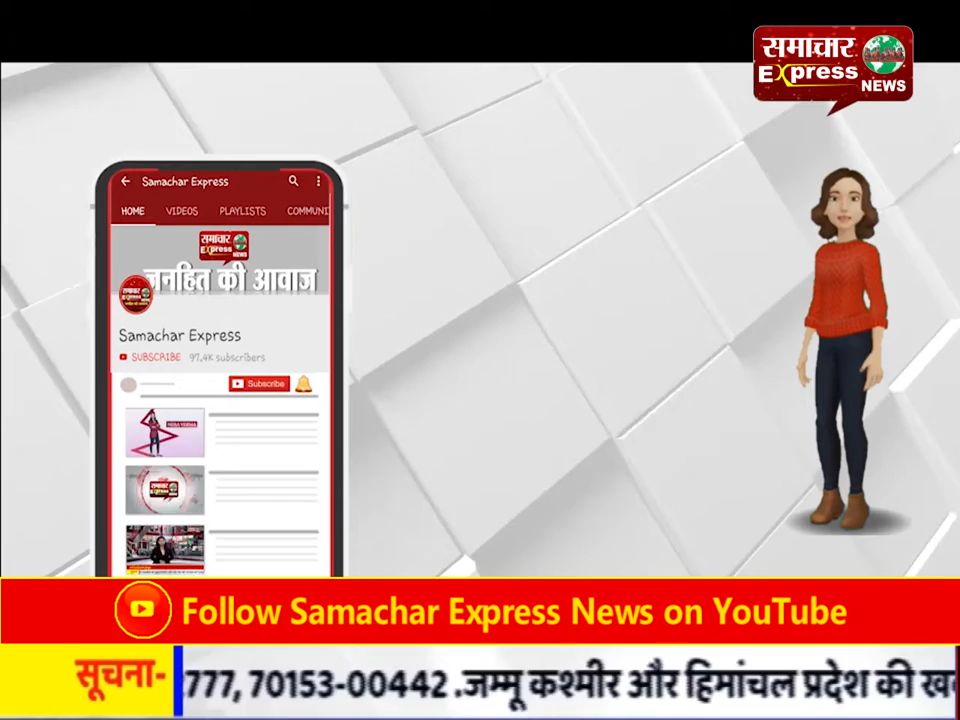 समाचार
Express
NEWS
Samachar Express
HOME VIDEOS PLAYLISTS COMMUNI
समाचार
Express
NEWS
जनहित की आवाज
Samachar Express
SUBSCRIBE 97.4K subscribers
Subscribe
Follow Samachar Express News on YouTube
सूचना- 777, 70153-00442 .जम्मू कश्मीर और हिमांचल प्रदेश की खब